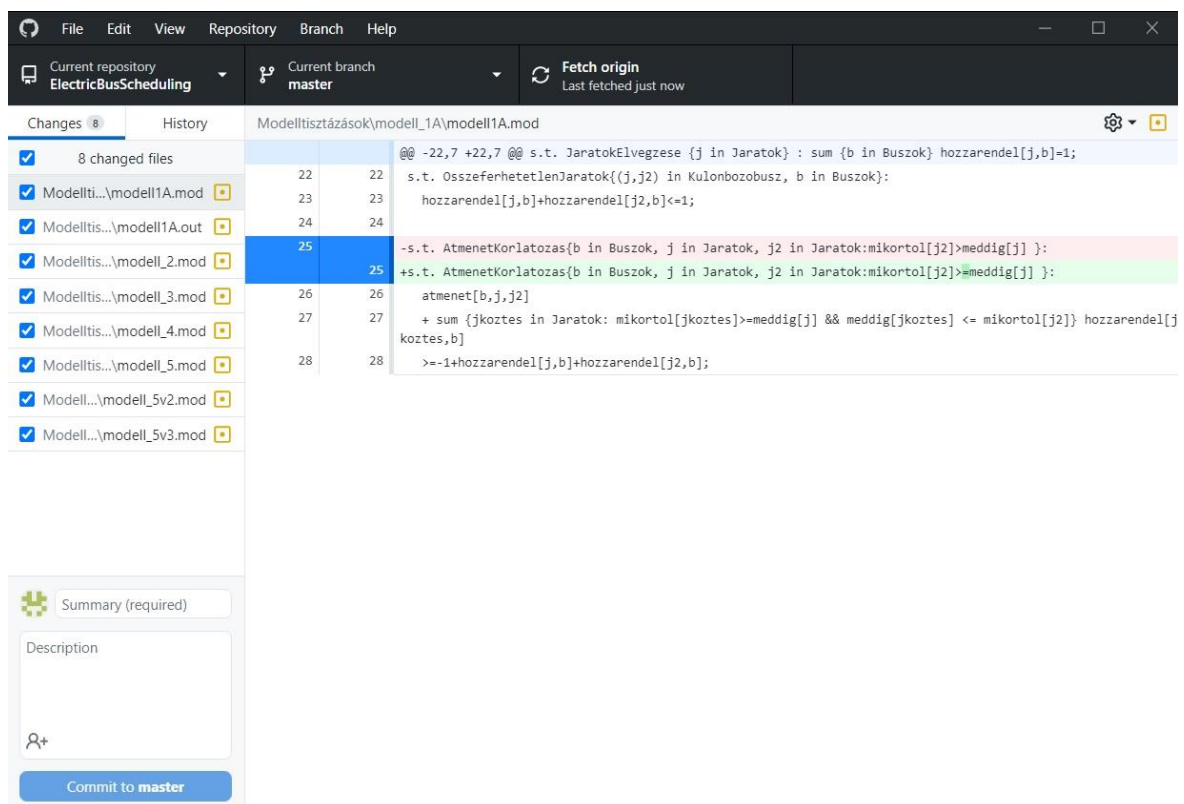 File Edit View Repository Branch Help
Current repository
ElectricBusScheduling
Current branch
master
Fetch origin
Last fetched just now
Changes 8 History
Modelltisztázások\modell_1A\modell1A.mod
8 changed files
Modellti...\modell1A.mod
Modelltis...\modell1A.out
Modelltis...\modell_2.mod
Modelltis...\modell_3.mod
Modelltis...\modell_4.mod
Modelltis...\modell_5.mod
Modell...\modell_5v2.mod
Modell...\modell_5v3.mod
@@ -22,7 +22,7 @@ s.t. JaratokElvegzese {j in Jaratok} : sum {b in Buszok} hozzarendel[j,b]=1;
22 22 s.t. OsszeferhetetlenJaratok{(j,j2) in Kulonbozobusz, b in Buszok}:
23 23 hozzarendel[j,b]+hozzarendel[j2,b]<=1;
24 24
25 -s.t. AtmenetKorlatozas{b in Buszok, j in Jaratok, j2 in Jaratok:mikortol[j2]>meddig[j] }:
25 +s.t. AtmenetKorlatozas{b in Buszok, j in Jaratok, j2 in Jaratok:mikortol[j2]>=meddig[j] }:
26 26 atmenet[b,j,j2]
27 27 + sum {jkoztes in Jaratok: mikortol[jkoztes]>=meddig[j] && meddig[jkoztes] <= mikortol[j2]} hozzarendel[j
koztes,b]
28 28 >=-1+hozzarendel[j,b]+hozzarendel[j2,b];
Summary (required)
Description
Commit to master